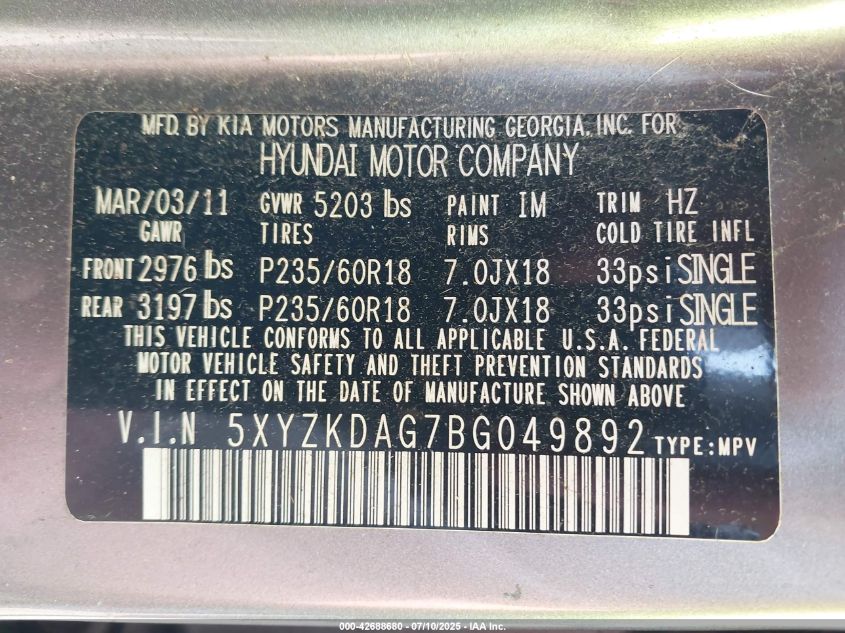 MFD. BY KIA MOTORS MANUFACTURING GEORGIA, INC. FOR
HYUNDAI MOTOR COMPANY
MAR/03/11 GVWR 5203 lbs PAINT IM TRIM HZ
GAWR TIRES RIMS COLD TIRE INFL
FRONT 2976 lbs P235/60R18 7.0JX18 33psi SINGLE
REAR 3197 lbs P235/60R18 7.0JX18 33psi SINGLE
THIS VEHICLE CONFORMS TO ALL APPLICABLE U.S.A. FEDERAL
MOTOR VEHICLE SAFETY AND THEFT PREVENTION STANDARDS
IN EFFECT ON THE DATE OF MANUFACTURE SHOWN ABOVE
V.I.N 5XYZKDAG7BG049892 TYPE:MPV
000-42688680 - 07/10/2025 - IAA Inc.